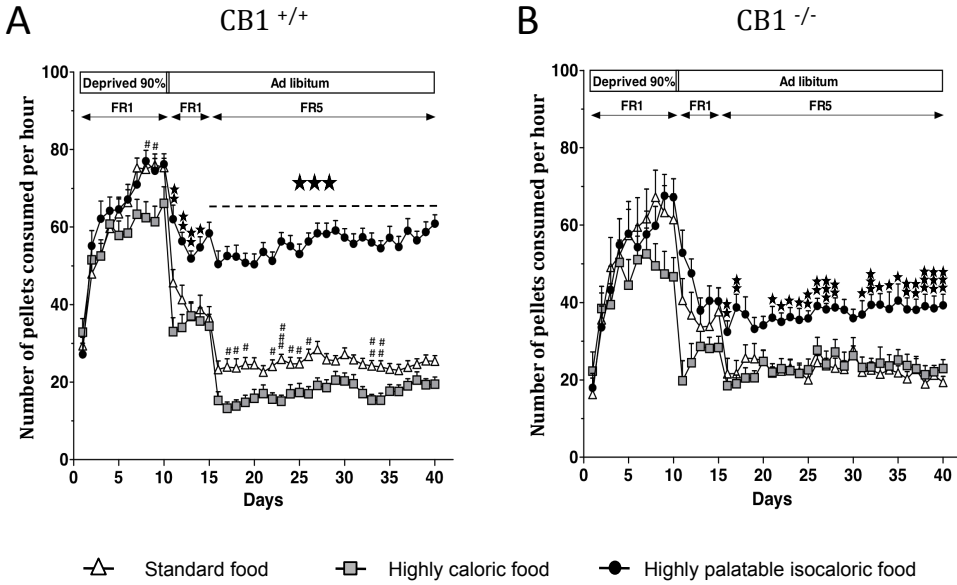 A
CB1 +/+
Number of pellets consumed per hour
100
80
60
40
20
0
Deprived 90%
Ad libitum
FR1
FR1
FR5
# #
★★★
# # # # # # # # # # # # # #
0 5 10 15 20 25 30 35 40
Days
B
CB1 -/-
Number of pellets consumed per hour
100
80
60
40
20
0
Deprived 90%
Ad libitum
FR1
FR1
FR5
0 5 10 15 20 25 30 35 40
Days
Standard food
Highly caloric food
Highly palatable isocaloric food